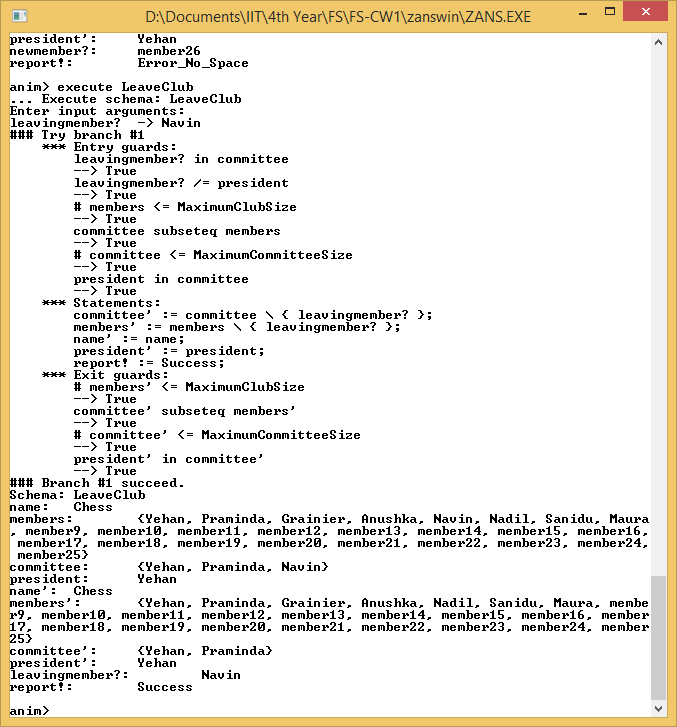 D:\Documents\IIT\4th Year\FS\FS-CW1\zanswin\ZANS.EXE
president':     Yehan
newmember?:     member26
report!:        Error_No_Space

anim> execute LeaveClub
... Execute schema: LeaveClub
Enter input arguments:
leavingmember?  -> Navin
### Try branch #1
    *** Entry guards:
        leavingmember? in committee
        --> True
        leavingmember? /= president
        --> True
        # members <= MaximumClubSize
        --> True
        committee subseteq members
        --> True
        # committee <= MaximumCommitteeSize
        --> True
        president in committee
        --> True
    *** Statements:
        committee' := committee \ { leavingmember? };
        members' := members \ { leavingmember? };
        name' := name;
        president' := president;
        report! := Success;
    *** Exit guards:
        # members' <= MaximumClubSize
        --> True
        committee' subseteq members'
        --> True
        # committee' <= MaximumCommitteeSize
        --> True
        president' in committee'
        --> True
### Branch #1 succeed.
Schema: LeaveClub
name:   Chess
members:        {Yehan, Praminda, Grainier, Anushka, Navin, Nadil, Sanidu, Maura
, member9, member10, member11, member12, member13, member14, member15, member16,
 member17, member18, member19, member20, member21, member22, member23, member24,
 member25}
committee:      {Yehan, Praminda, Navin}
president:      Yehan
name':  Chess
members':       {Yehan, Praminda, Grainier, Anushka, Nadil, Sanidu, Maura, membe
r9, member10, member11, member12, member13, member14, member15, member16, member
17, member18, member19, member20, member21, member22, member23, member24, member
25}
committee':     {Yehan, Praminda}
president':     Yehan
leavingmember?:         Navin
report!:        Success

anim>